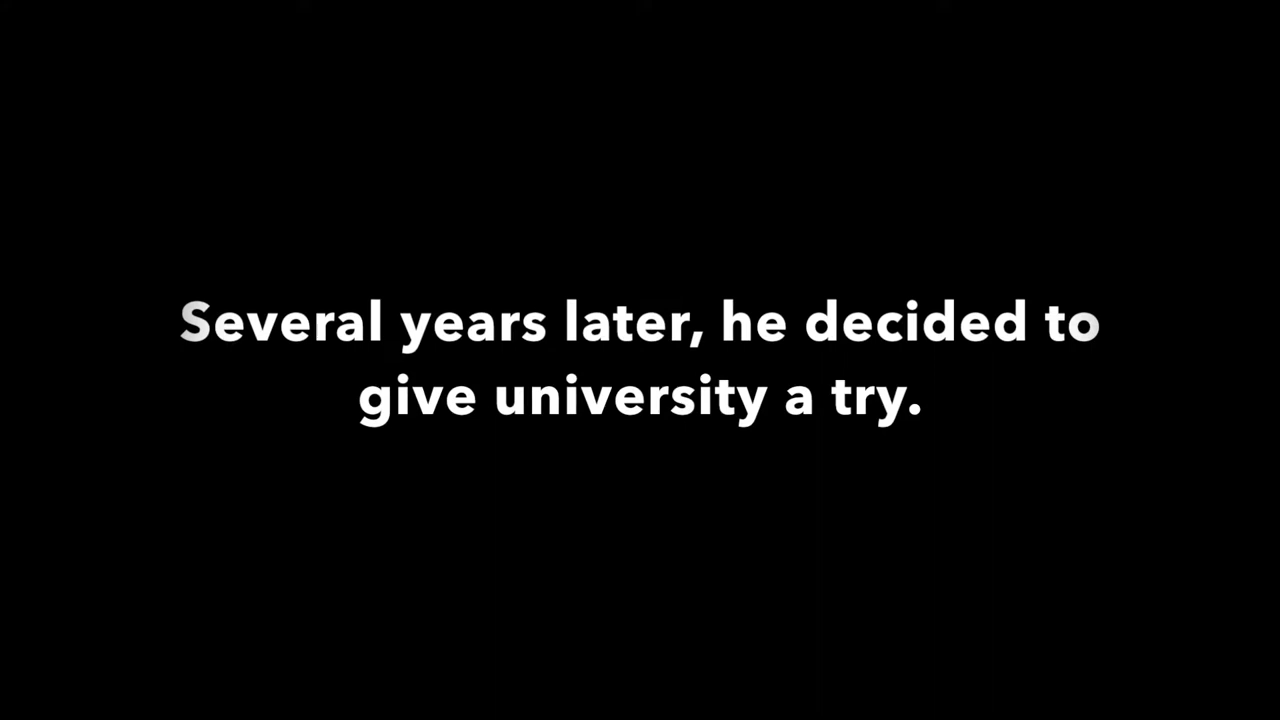 Several years later, he decided to
give university a try.